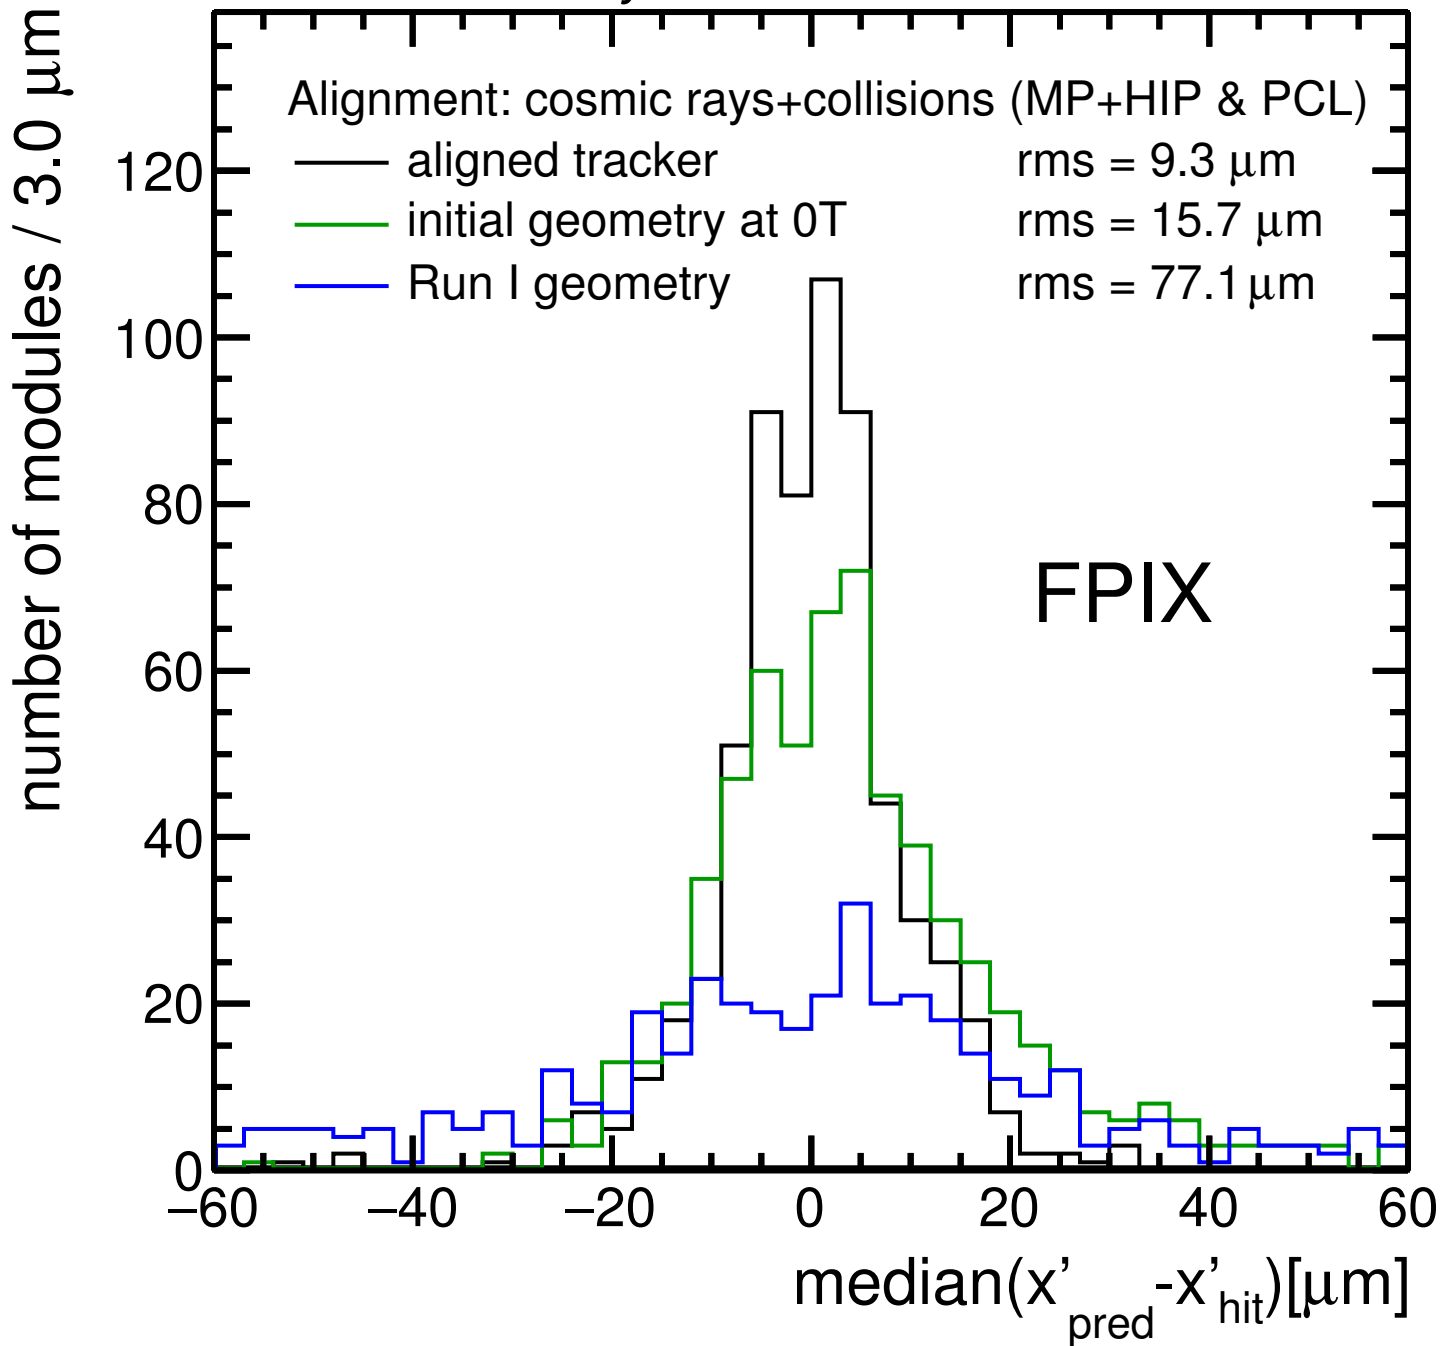 number of modules / 3.0 μm
Alignment: cosmic rays+collisions (MP+HIP & PCL)
aligned tracker rms = 9.3 μm
initial geometry at 0T rms = 15.7 μm
Run I geometry rms = 77.1 μm
120
100
80
60
40
20
0
FPIX
−60 −40 −20 0 20 40 60
median(x'pred-x'hit)[μm]